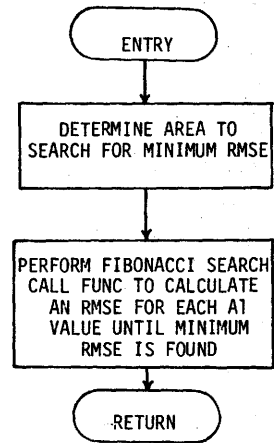 ENTRY
DETERMINE AREA TO
SEARCH FOR MINIMUM RMSE
PERFORM FIBONACCI SEARCH
CALL FUNC TO CALCULATE
AN RMSE FOR EACH A1
VALUE UNTIL MINIMUM
RMSE IS FOUND
RETURN